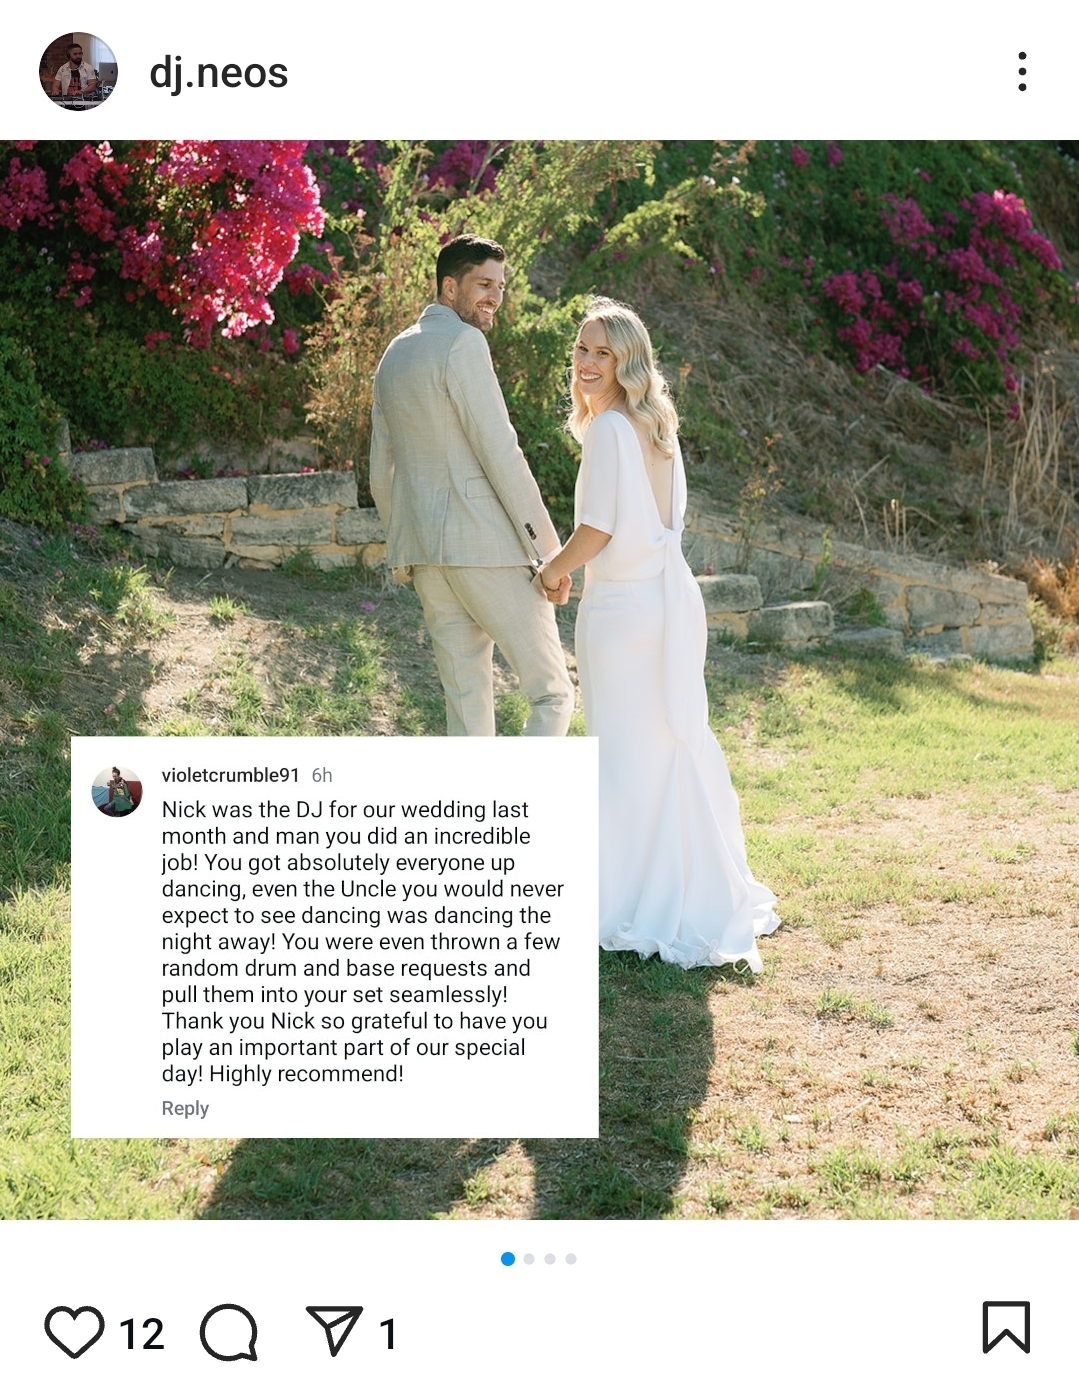 dj.neos
violetcrumble91 6h
Nick was the DJ for our wedding last
month and man you did an incredible
job! You got absolutely everyone up
dancing, even the Uncle you would never
expect to see dancing was dancing the
night away! You were even thrown a few
random drum and base requests and
pull them into your set seamlessly!
Thank you Nick so grateful to have you
play an important part of our special
day! Highly recommend!
Reply
12 1